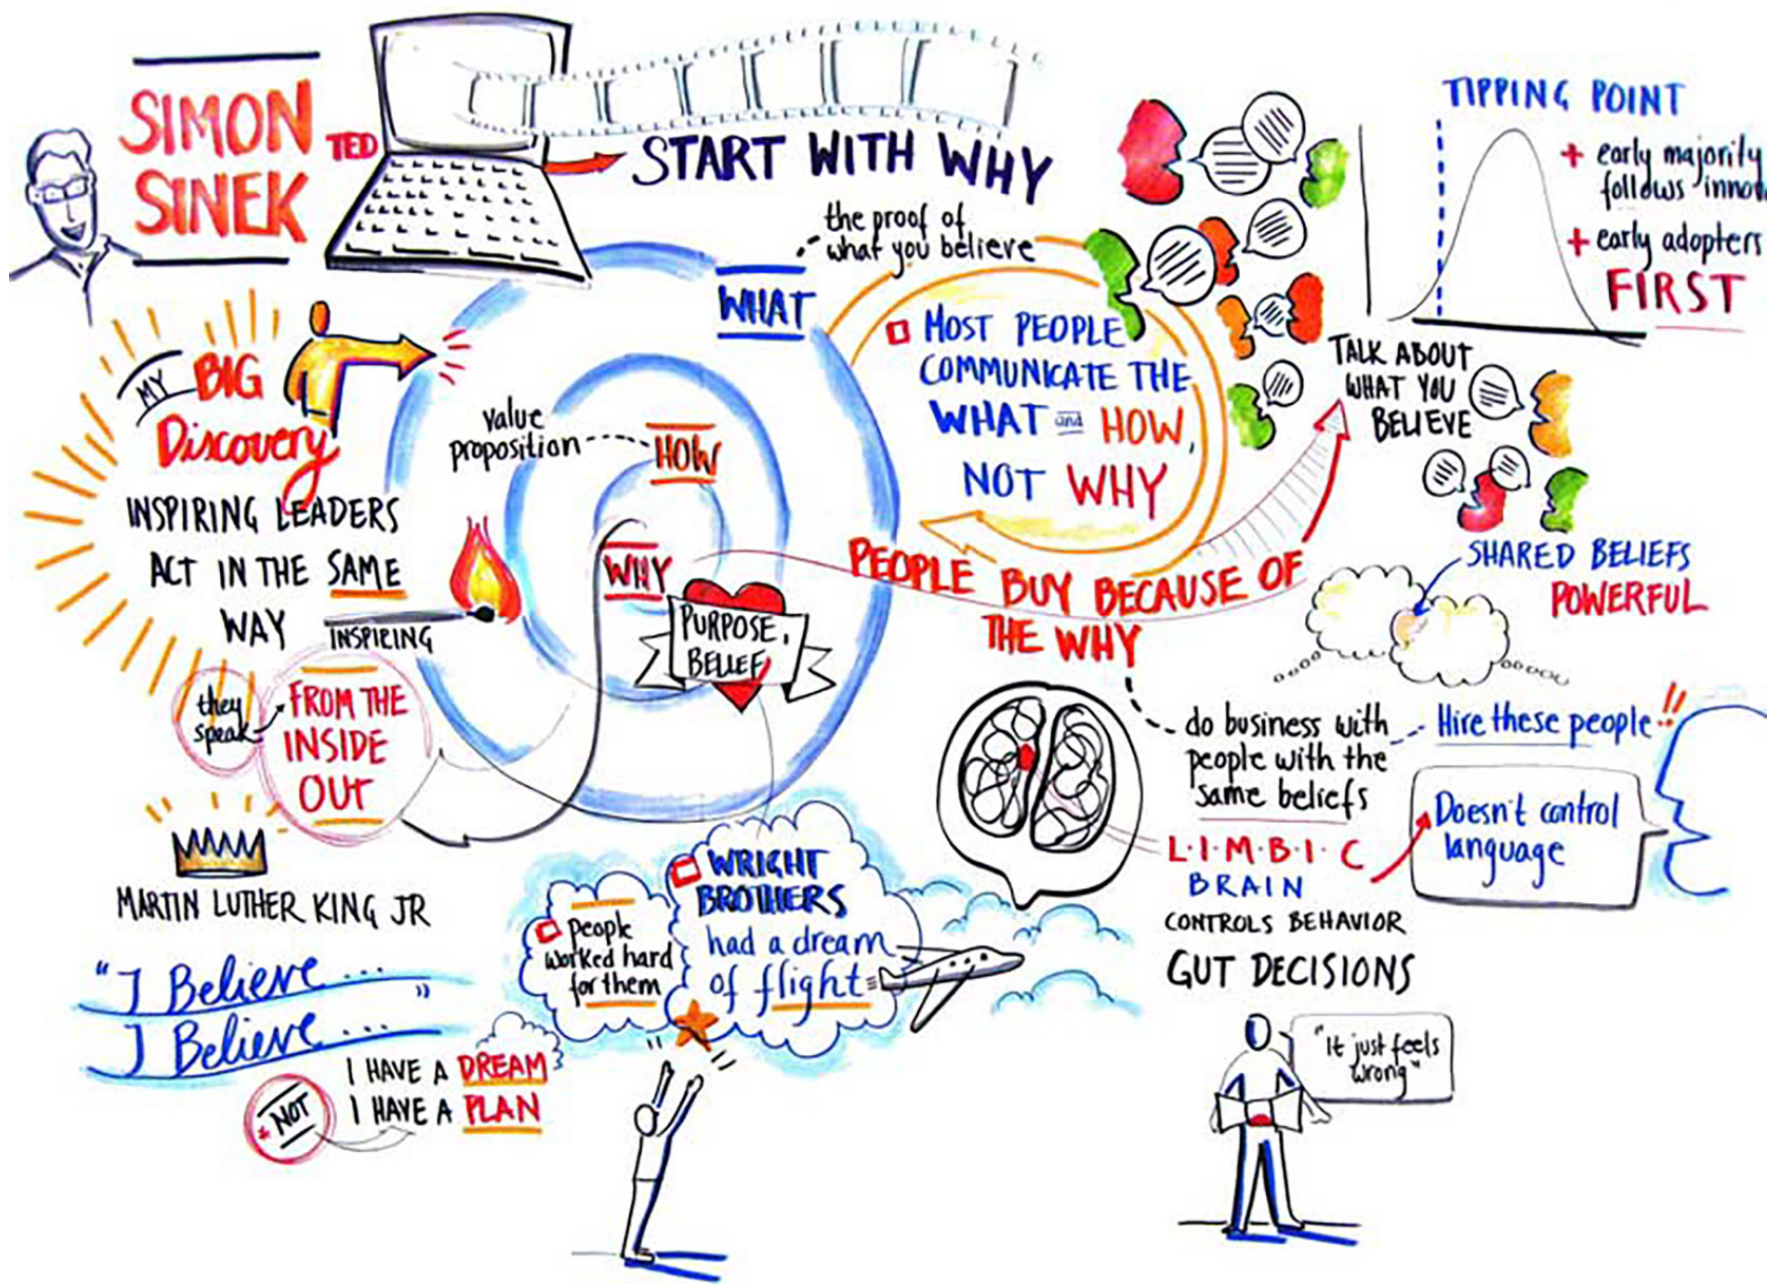 SIMON
SINEK
TED
START WITH WHY
MY
BIG
Discovery
INSPIRING LEADERS
ACT IN THE SAME
WAY
INSPIRING
they
speak
FROM THE
INSIDE
OUT
MARTIN LUTHER KING JR
"I Believe ...
I Believe ... "
I HAVE A DREAM
NOT
I HAVE A PLAN
WHAT
the proof of
what you believe
value
proposition
HOW
WHY
PURPOSE,
BELIEF
MOST PEOPLE
COMMUNICATE THE
WHAT and HOW,
NOT WHY
PEOPLE BUY BECAUSE OF
THE WHY
people
worked hard
for them
WRIGHT
BROTHERS
had a dream
of flight
TIPPING POINT
+ early majority
follows
+ early adopters
FIRST
TALK ABOUT
WHAT YOU
BELIEVE
SHARED BELIEFS
POWERFUL
do business with
people with the
same beliefs
Hire these people !!
L·I·M·B·I·C
BRAIN
CONTROLS BEHAVIOR
GUT DECISIONS
Doesn't control
language
"It just feels
wrong"